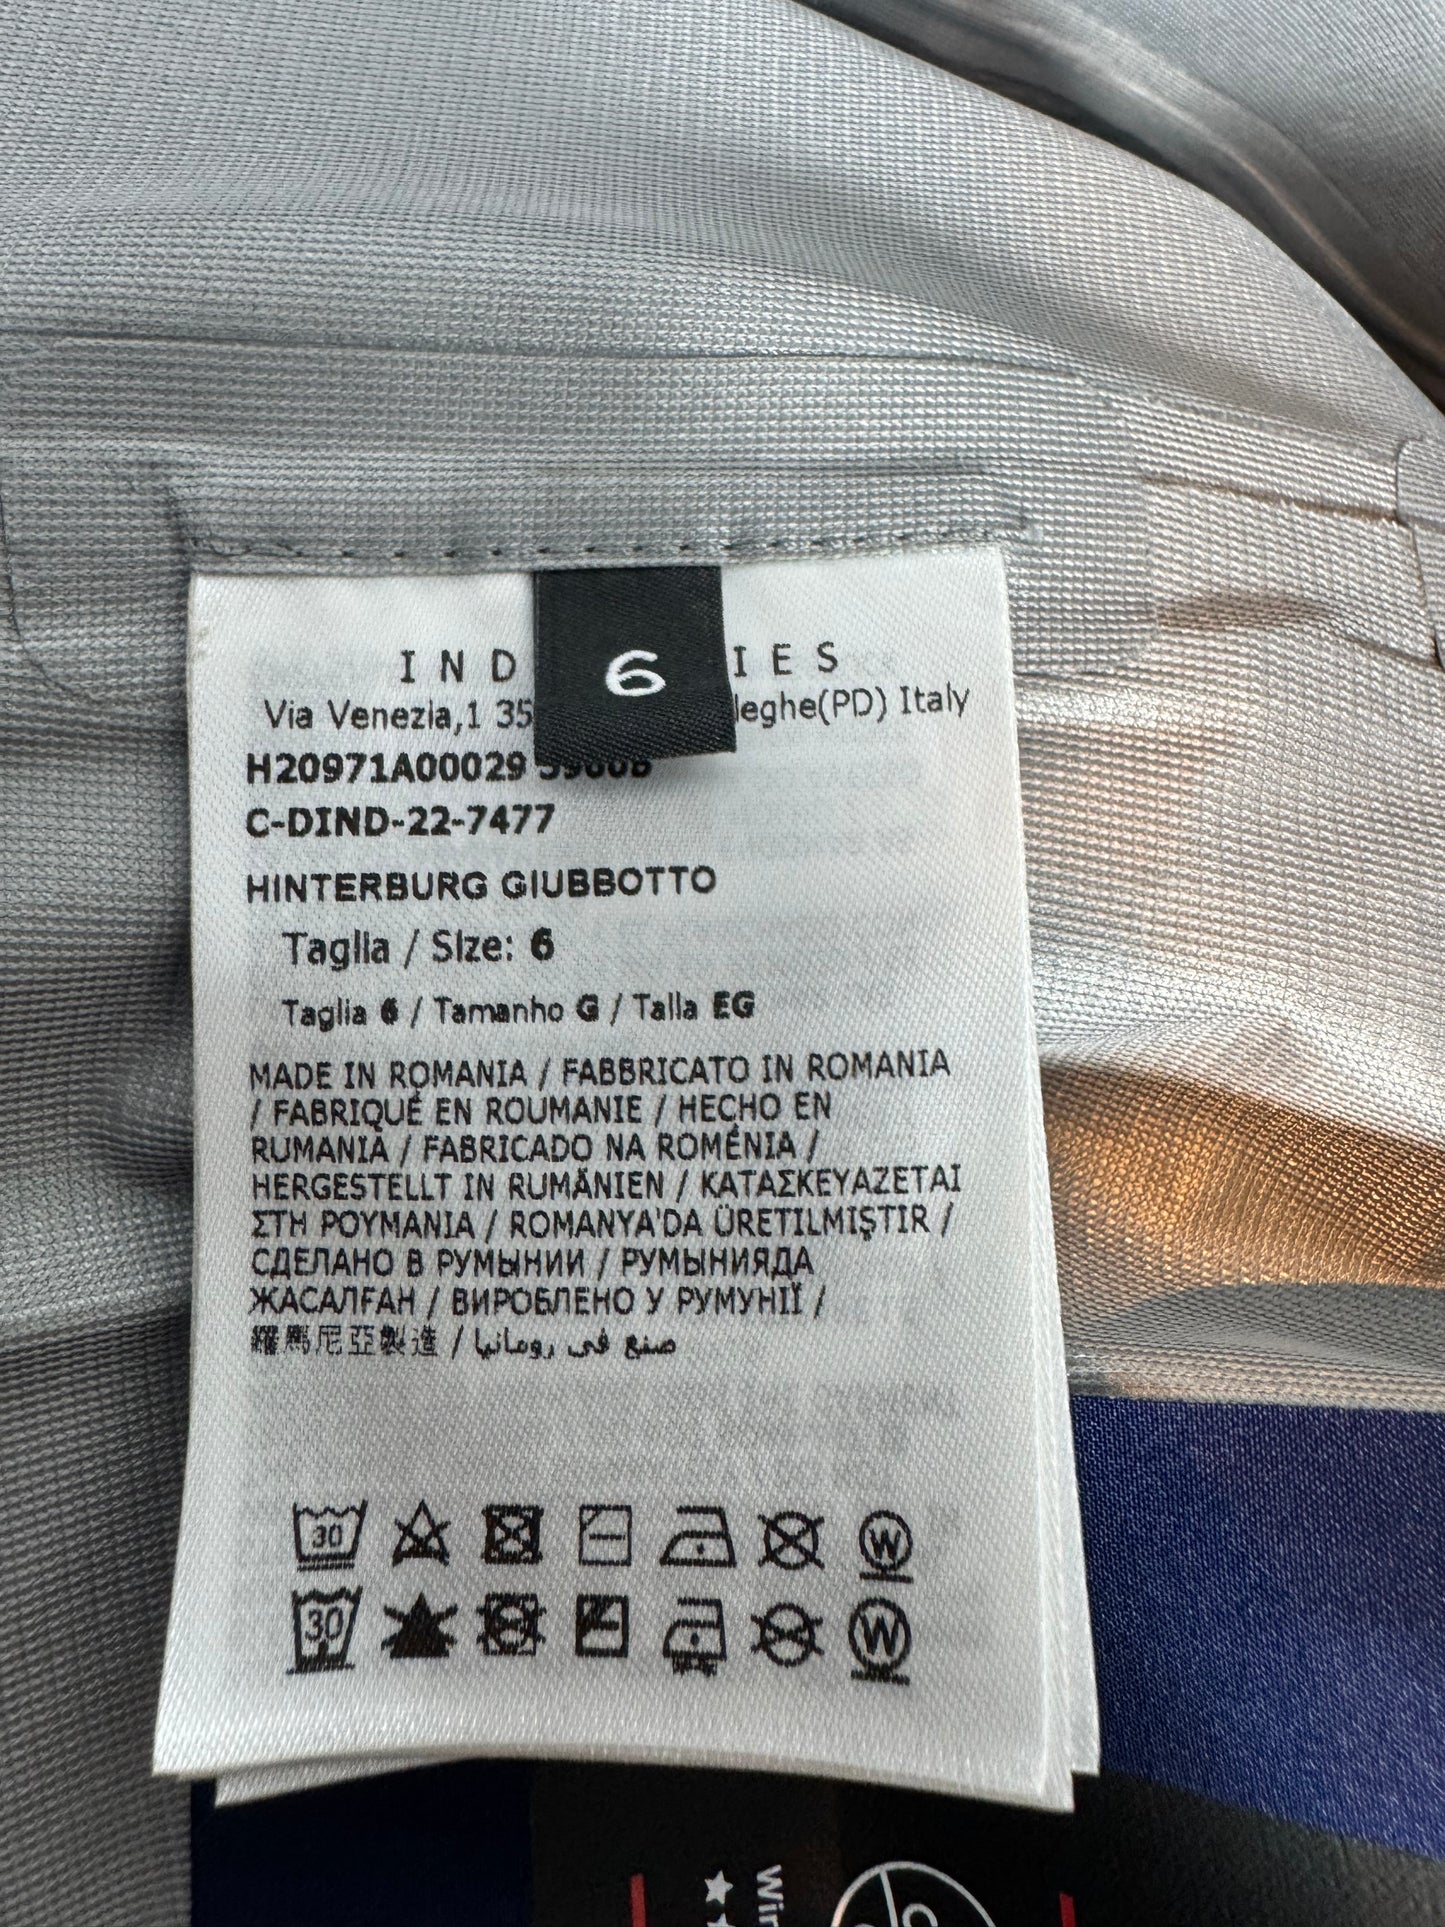 6
I N D I E S
Via Venezia,1 35 leghe(PD) Italy
H20971A00029
C-DIND-22-7477
HINTERBURG GIUBBOTTO
Taglia / Size: 6
Taglia 6 / Tamanho G / Talla EG
MADE IN ROMANIA / FABBRICATO IN ROMANIA
/ FABRIQUÉ EN ROUMANIE / HECHO EN
RUMANIA / FABRICADO NA ROMÉNIA /
HERGESTELLT IN RUMÄNIEN / ΚΑΤΑΣΚΕΥΑΖΕΤΑΙ
ΣΤΗ ΡΟΥΜΑΝΙΑ / ROMANYA'DA ÜRETILMIŞTIR /
СДЕЛАНО В РУМЫНИИ / РУМЫНИЯДА
ЖАСАЛҒАН / ВИРОБЛЕНО У РУМУНІЇ /
羅馬尼亞製造 / صنع في رومانيا
30 W
30 W
Win